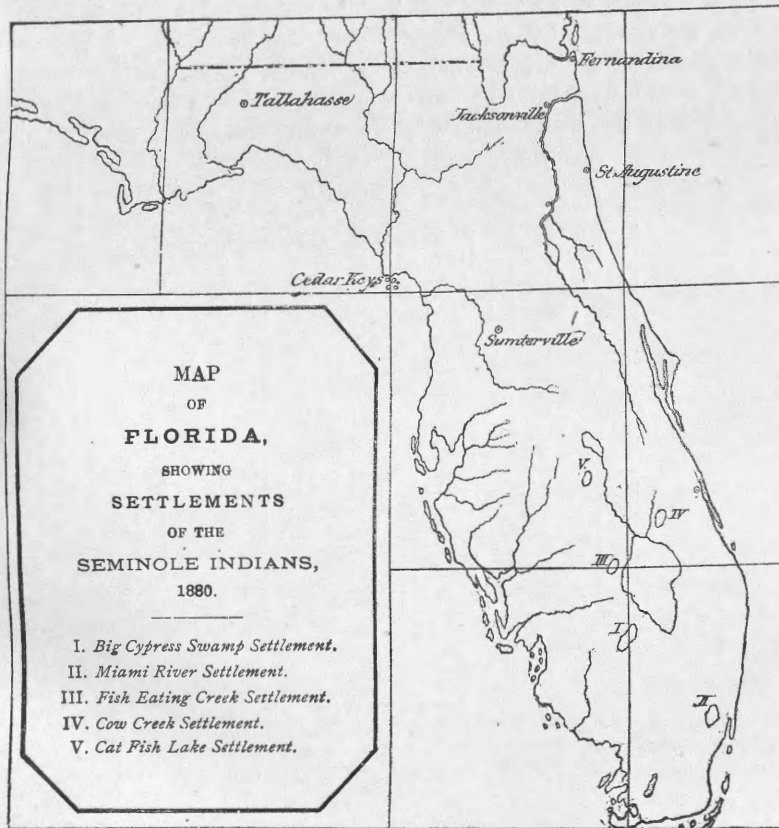 Fernandina
Tallahasse
Jacksonville
St Augustine
Cedar Keys
Sumterville
MAP
OF
FLORIDA,
SHOWING
SETTLEMENTS
OF THE
SEMINOLE INDIANS,
1880.
I. Big Cypress Swamp Settlement.
II. Miami River Settlement.
III. Fish Eating Creek Settlement.
IV. Cow Creek Settlement.
V. Cat Fish Lake Settlement.
V.
IV
III
I
II